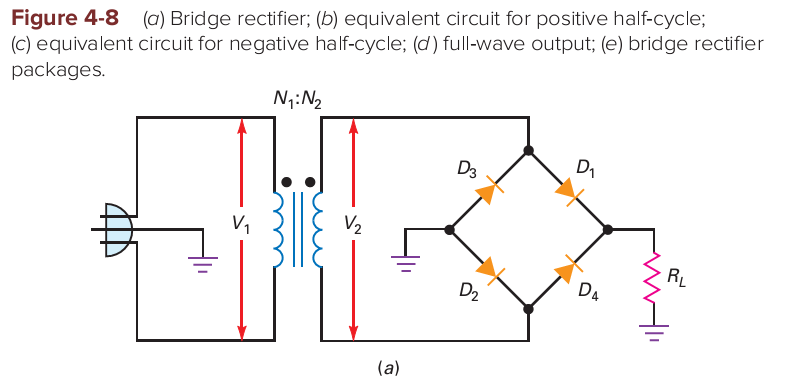 Figure 4-8 (a) Bridge rectifier; (b) equivalent circuit for positive half-cycle;
(c) equivalent circuit for negative half-cycle; (d) full-wave output; (e) bridge rectifier
packages.
N₁:N₂
D₃
D₁
V₁
V₂
D₂
D₄
R_L
(a)